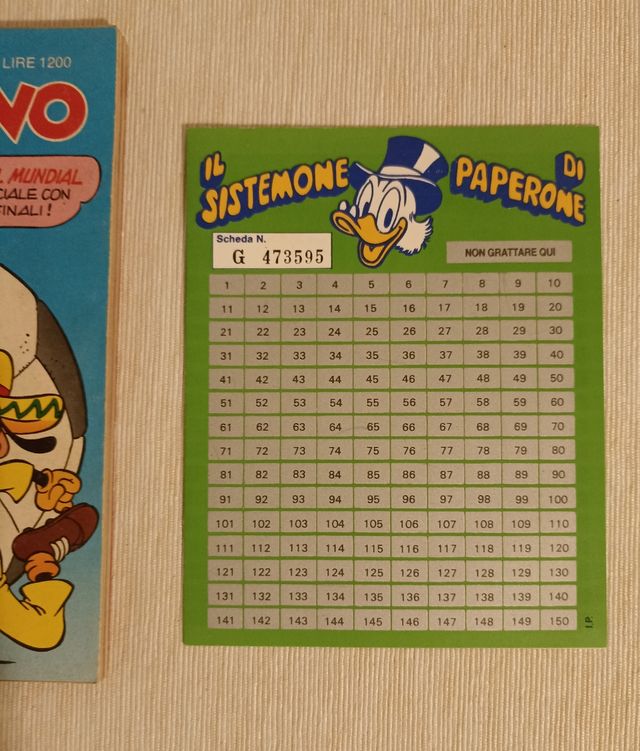 LIRE 1200
NO
MUNDIAL
CIALE CON
FINALI!
IL SISTEMONE DI PAPERONE
Scheda N.
G 473595
NON GRATTARE QUI
1 2 3 4 5 6 7 8 9 10
11 12 13 14 15 16 17 18 19 20
21 22 23 24 25 26 27 28 29 30
31 32 33 34 35 36 37 38 39 40
41 42 43 44 45 46 47 48 49 50
51 52 53 54 55 56 57 58 59 60
61 62 63 64 65 66 67 68 69 70
71 72 73 74 75 76 77 78 79 80
81 82 83 84 85 86 87 88 89 90
91 92 93 94 95 96 97 98 99 100
101 102 103 104 105 106 107 108 109 110
111 112 113 114 115 116 117 118 119 120
121 122 123 124 125 126 127 128 129 130
131 132 133 134 135 136 137 138 139 140
141 142 143 144 145 146 147 148 149 150
I.P.